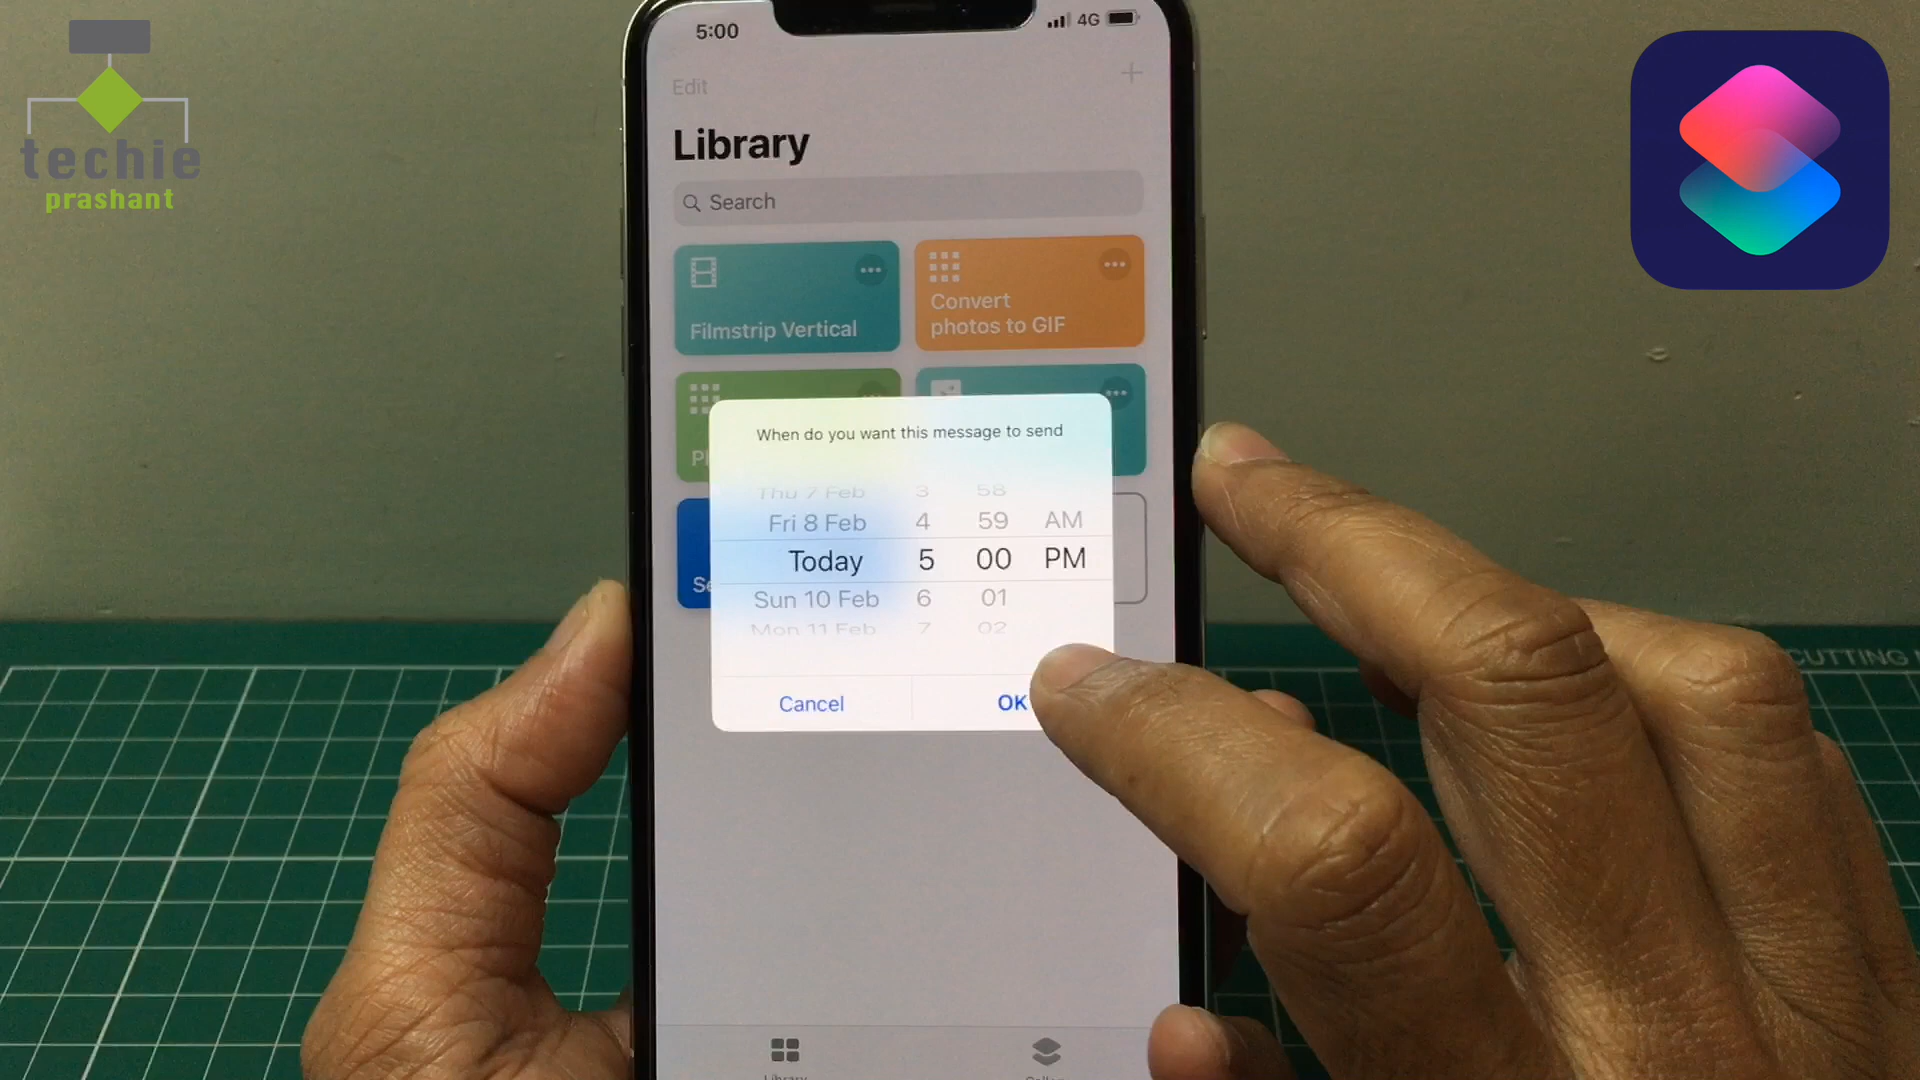 techie
prashant
5:00
4G
Edit
Library
Search
Filmstrip Vertical
Convert
photos to GIF
When do you want this message to send
Thu 7 Feb 3 58
Fri 8 Feb 4 59 AM
Today 5 00 PM
Sun 10 Feb 6 01
Mon 11 Feb 7 02
Cancel
OK
Library
CUTTING